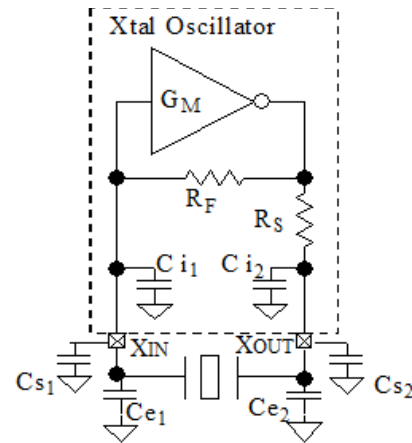 Xtal Oscillator
GM
RF
RS
Ci1 Ci2
XIN XOUT
Cs1 Cs2
Ce1 Ce2